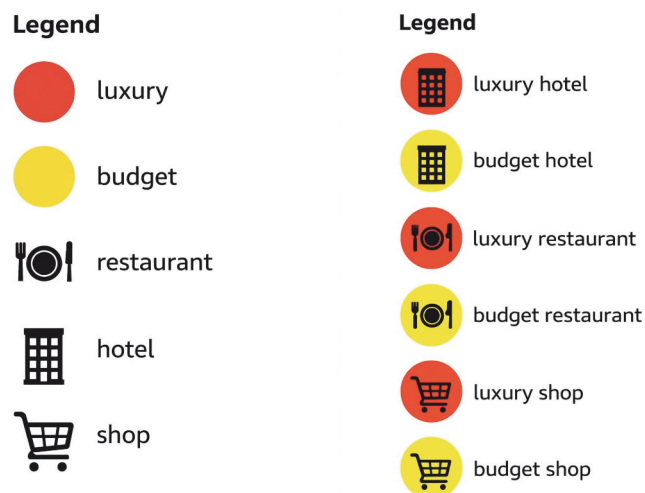 Legend
luxury
budget
restaurant
hotel
shop
Legend
luxury hotel
budget hotel
luxury restaurant
budget restaurant
luxury shop
budget shop